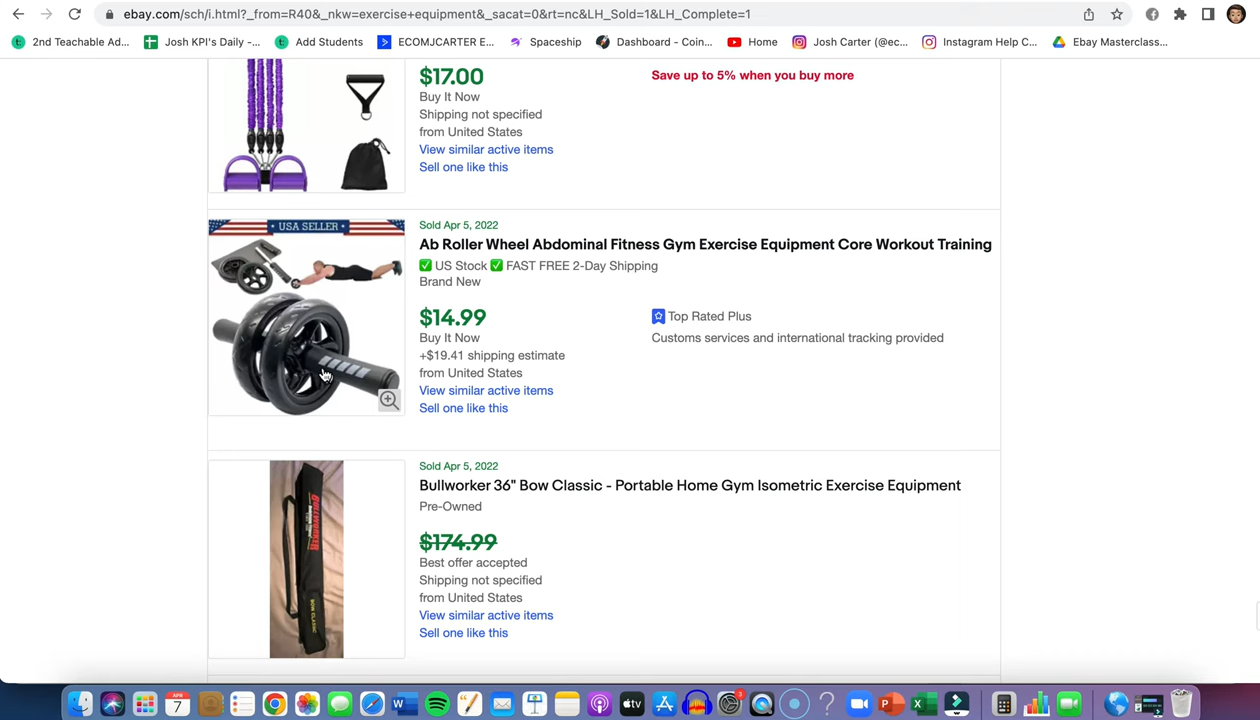 ebay.com/sch/i.html?_from=R40&_nkw=exercise+equipment&_sacat=0&rt=nc&LH_Sold=1&LH_Complete=1
2nd Teachable Ad... Josh KPI's Daily -... Add Students ECOMJCARTER E... Spaceship Dashboard - Coin... Home Josh Carter (@ec... Instagram Help C... Ebay Masterclass...
$17.00 Save up to 5% when you buy more
Buy It Now
Shipping not specified
from United States
View similar active items
Sell one like this
USA SELLER
Sold Apr 5, 2022
Ab Roller Wheel Abdominal Fitness Gym Exercise Equipment Core Workout Training
✅ US Stock ✅ FAST FREE 2-Day Shipping
Brand New
$14.99 Top Rated Plus
Buy It Now Customs services and international tracking provided
+$19.41 shipping estimate
from United States
View similar active items
Sell one like this
Sold Apr 5, 2022
Bullworker 36" Bow Classic - Portable Home Gym Isometric Exercise Equipment
Pre-Owned
$174.99
Best offer accepted
Shipping not specified
from United States
View similar active items
Sell one like this
BULLWORKER
BOW CLASSIC
APR
7
tv
3